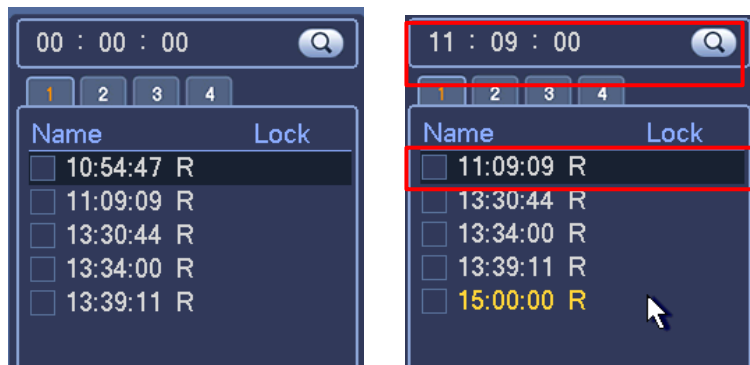 00 : 00 : 00
1 2 3 4
Name Lock
10:54:47 R
11:09:09 R
13:30:44 R
13:34:00 R
13:39:11 R
11 : 09 : 00
1 2 3 4
Name Lock
11:09:09 R
13:30:44 R
13:34:00 R
13:39:11 R
15:00:00 R